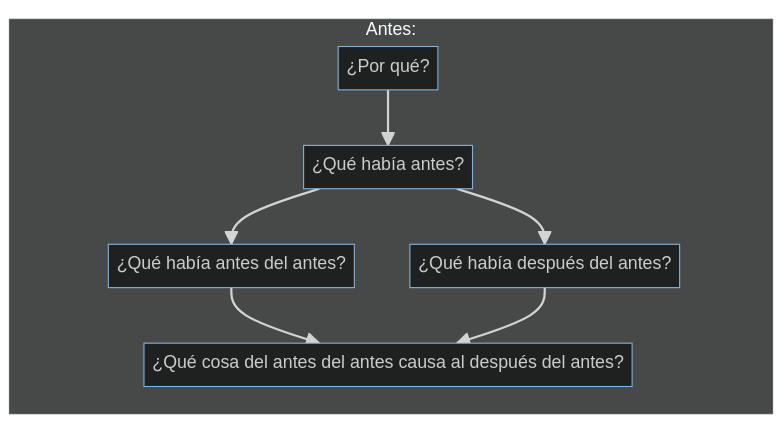 Antes:
¿Por qué?
¿Qué había antes?
¿Qué había antes del antes?
¿Qué había después del antes?
¿Qué cosa del antes del antes causa al después del antes?